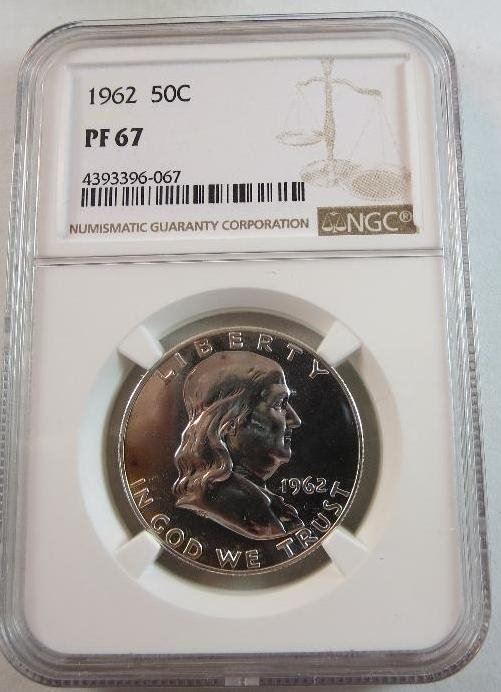 1962 50C
PF 67
4393396-067
NUMISMATIC GUARANTY CORPORATION
NGC®
LIBERTY
1962
IN GOD WE TRUST